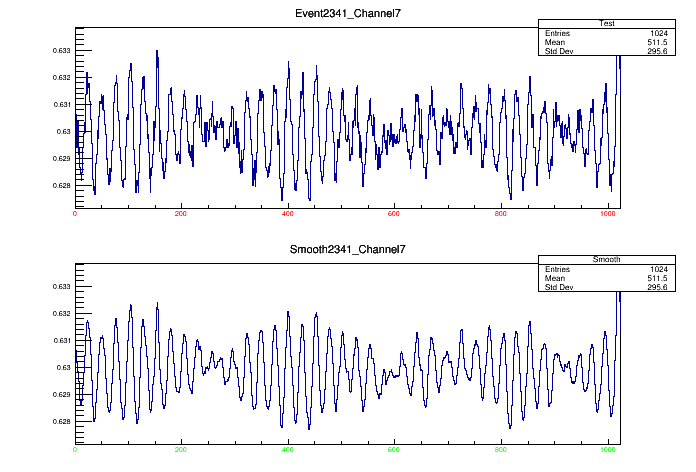 Event2341_Channel7
Test
Entries 1024
Mean 511.5
Std Dev 295.6
0.633
0.632
0.631
0.63
0.629
0.628
0 200 400 600 800 1000
Smooth2341_Channel7
Smooth
Entries 1024
Mean 511.5
Std Dev 295.6
0.633
0.632
0.631
0.63
0.629
0.628
0 200 400 600 800 1000